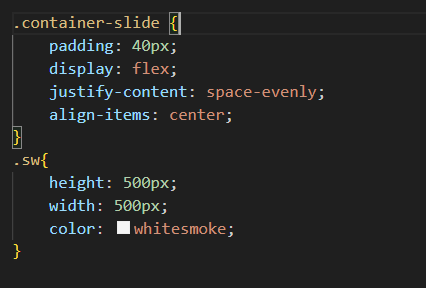 .container-slide {
    padding: 40px;
    display: flex;
    justify-content: space-evenly;
    align-items: center;
}
.sw{
    height: 500px;
    width: 500px;
    color: whitesmoke;
}